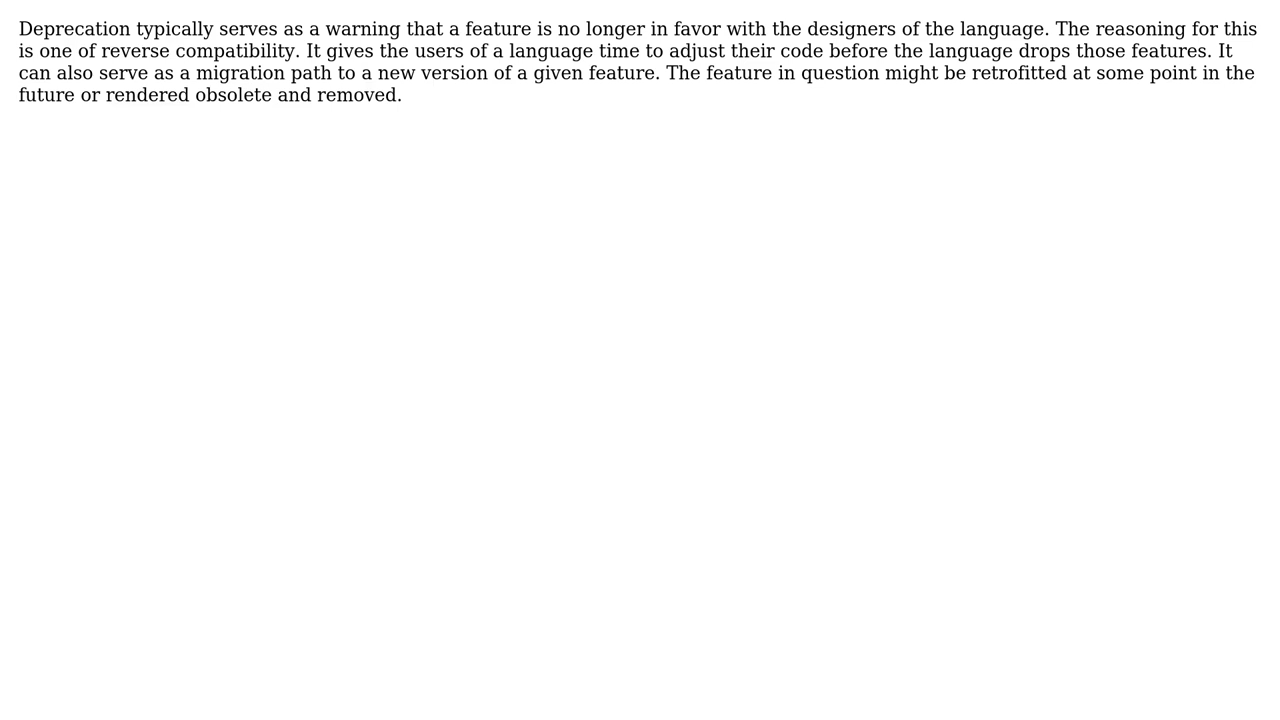 Deprecation typically serves as a warning that a feature is no longer in favor with the designers of the language. The reasoning for this
is one of reverse compatibility. It gives the users of a language time to adjust their code before the language drops those features. It
can also serve as a migration path to a new version of a given feature. The feature in question might be retrofitted at some point in the
future or rendered obsolete and removed.